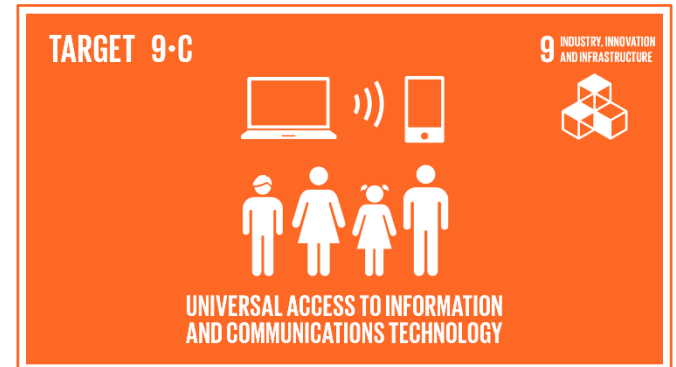 TARGET 9·C
9 INDUSTRY, INNOVATION
AND INFRASTRUCTURE
UNIVERSAL ACCESS TO INFORMATION
AND COMMUNICATIONS TECHNOLOGY